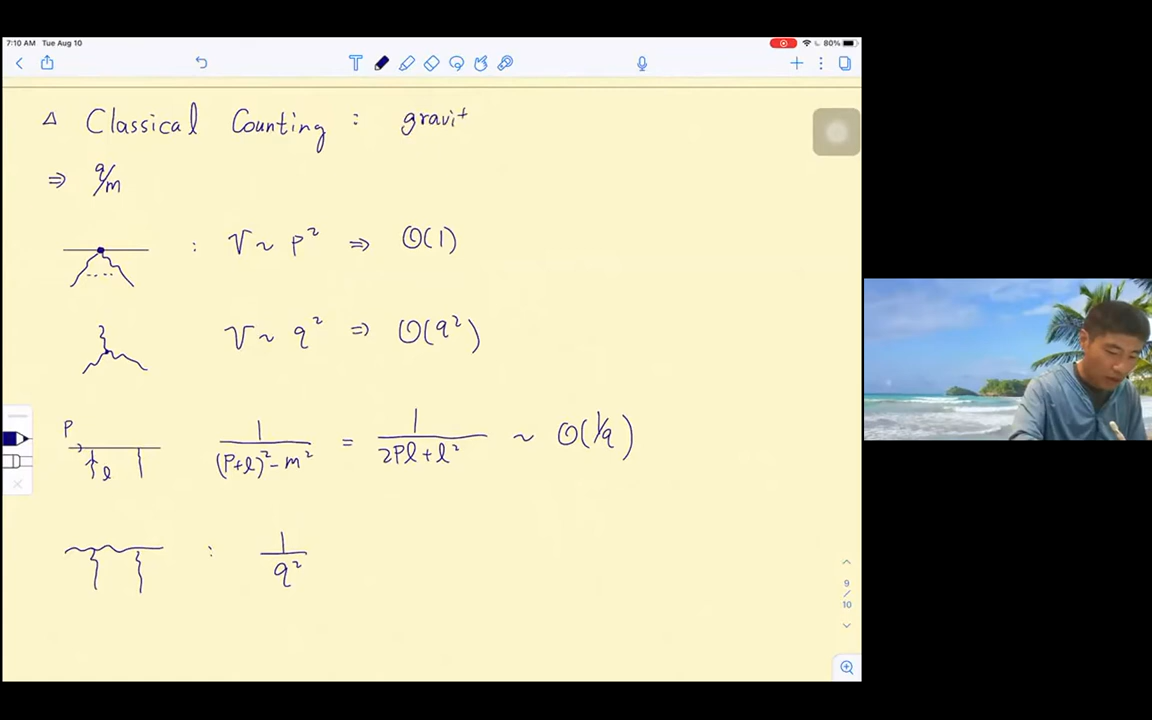 7:10 AM Tue Aug 10
80%
T
Δ Classical Counting : gravit
⇒ q/m
: V ~ P² ⇒ O(1)
V ~ q² ⇒ O(q²)
P
l
1/((P+l)² - m²) = 1/(2Pl + l²) ~ O(1/q)
: 1/q²
9
/
10